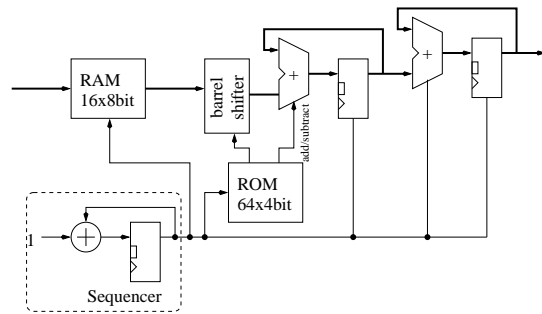 RAM
16x8bit
barrel
shifter
+
+
add/subtract
ROM
64x4bit
1
+
Sequencer